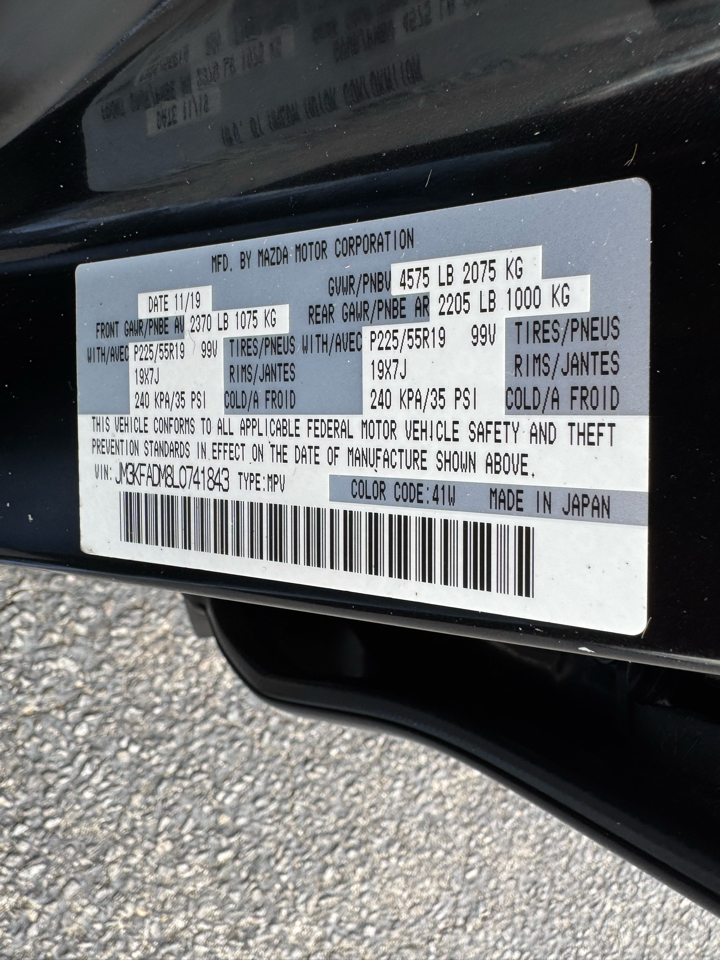 MFD. BY MAZDA MOTOR CORPORATION
DATE 11/19
GVWR/PNBV 4575 LB 2075 KG
FRONT GAWR/PNBE AV 2370 LB 1075 KG
REAR GAWR/PNBE AR 2205 LB 1000 KG
WITH/AVEC P225/55R19 99V TIRES/PNEUS WITH/AVEC P225/55R19 99V TIRES/PNEUS
19X7J RIMS/JANTES 19X7J RIMS/JANTES
240 KPA/35 PSI COLD/A FROID 240 KPA/35 PSI COLD/A FROID
THIS VEHICLE CONFORMS TO ALL APPLICABLE FEDERAL MOTOR VEHICLE SAFETY AND THEFT
PREVENTION STANDARDS IN EFFECT ON THE DATE OF MANUFACTURE SHOWN ABOVE.
VIN: JM3KFADM8L0741843 TYPE:MPV COLOR CODE:41W MADE IN JAPAN